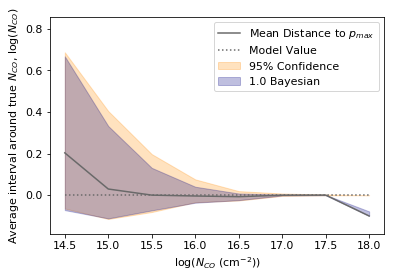 Average interval around true N_CO, log(N_CO)
0.8
0.6
0.4
0.2
0.0
Mean Distance to p_max
Model Value
95% Confidence
1.0 Bayesian
14.5 15.0 15.5 16.0 16.5 17.0 17.5 18.0
log(N_CO (cm⁻²))